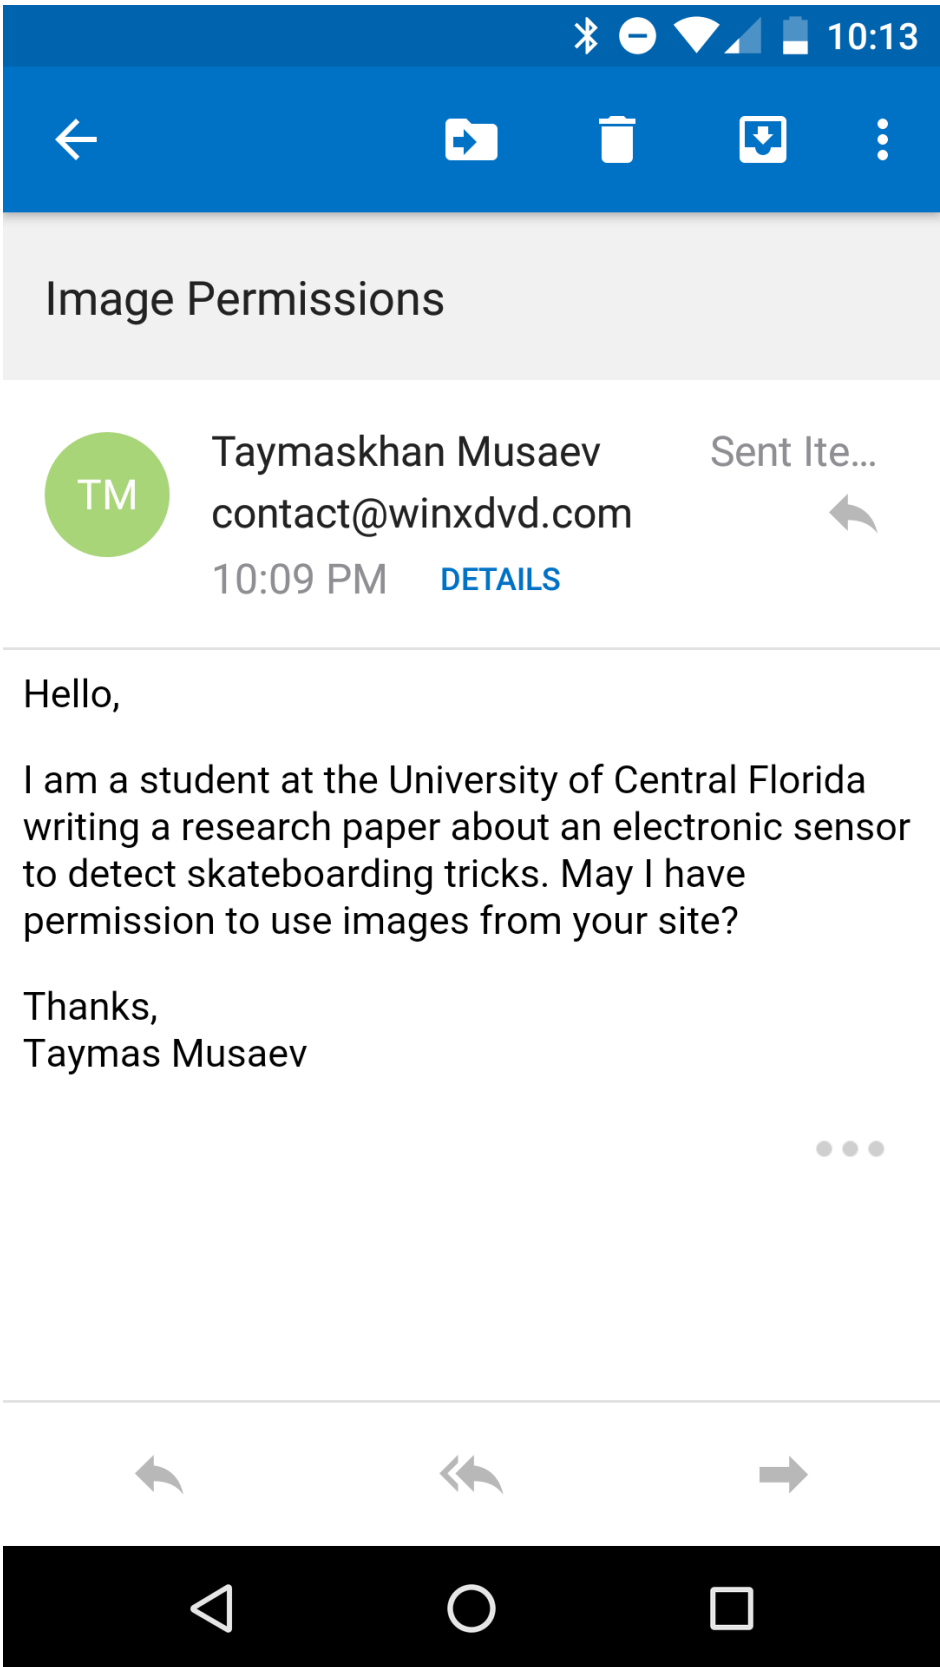 10:13
Image Permissions
TM
Taymaskhan Musaev
Sent Ite...
contact@winxdvd.com
10:09 PM
DETAILS
Hello,
I am a student at the University of Central Florida
writing a research paper about an electronic sensor
to detect skateboarding tricks. May I have
permission to use images from your site?
Thanks,
Taymas Musaev